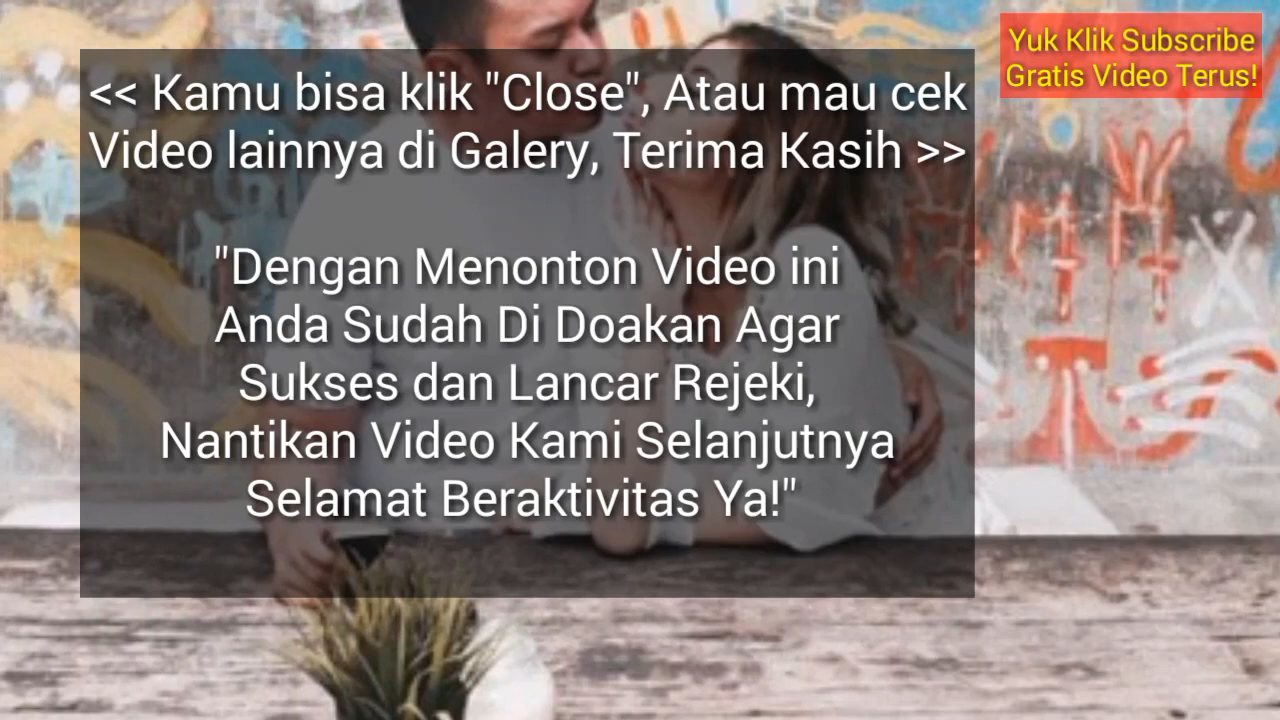 Yuk Klik Subscribe
Gratis Video Terus!
<< Kamu bisa klik "Close", Atau mau cek
Video lainnya di Galery, Terima Kasih >>
"Dengan Menonton Video ini
Anda Sudah Di Doakan Agar
Sukses dan Lancar Rejeki,
Nantikan Video Kami Selanjutnya
Selamat Beraktivitas Ya!"